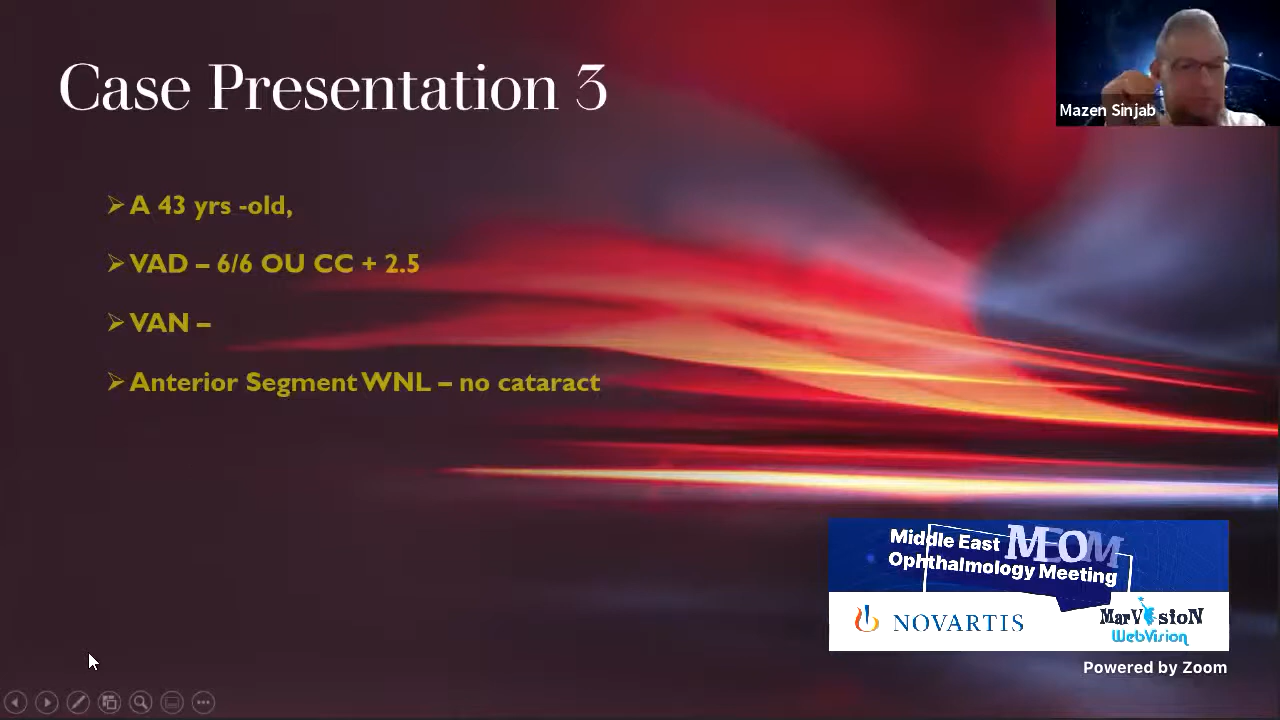 Case Presentation 3
Mazen Sinjab
A 43 yrs -old,
VAD – 6/6 OU CC + 2.5
VAN –
Anterior Segment WNL – no cataract
Middle East MEOM
Ophthalmology Meeting
NOVARTIS
MarVision
WebVision
Powered by Zoom